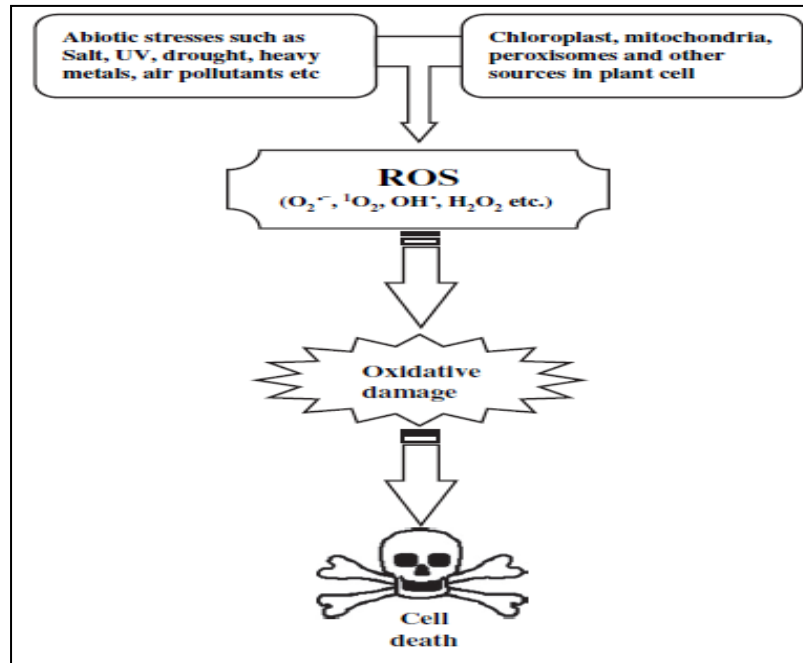 Abiotic stresses such as
Salt, UV, drought, heavy
metals, air pollutants etc
Chloroplast, mitochondria,
peroxisomes and other
sources in plant cell
ROS
(O₂•⁻, ¹O₂, OH•, H₂O₂ etc.)
Oxidative
damage
Cell
death